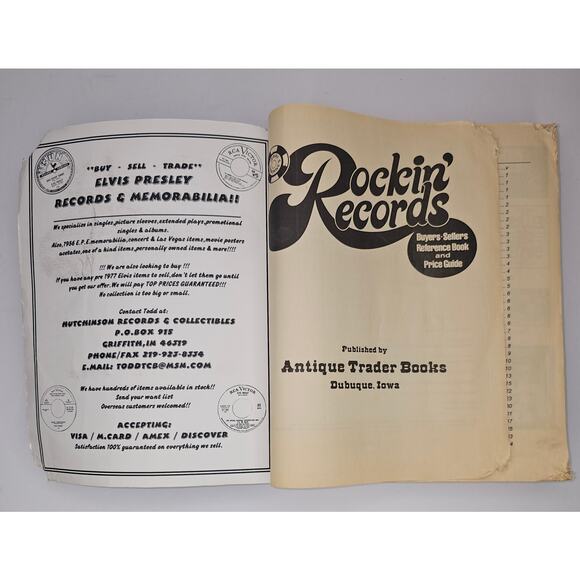 SUN
RCA VICTOR
**BUY - SELL - TRADE**
ELVIS PRESLEY
RECORDS & MEMORABILIA!!
We specialize in singles,picture sleeves,extended plays,promotional
singles & albums.
Also,1956 E.P.E.memorabilia,concert & Las Vegas items,movie posters
acetates,one of a kind items,personally owned items & more!!!!
!!! We are also looking to buy !!!
If you have any pre 1977 Elvis items to sell,don't let them go until
you get our offer. We will pay TOP PRICES GUARANTEED!!!
No collection is too big or small.
Contact Todd at:
HUTCHINSON RECORDS & COLLECTIBLES
P.O.BOX 915
GRIFFITH,IN 46319
PHONE/FAX 219-923-8334
E.MAIL: TODDTCB@MSN.COM
We have hundreds of items available in stock!!
Send your want list
Overseas customers welcomed!!
RCA VICTOR
ACCEPTING:
VISA / M.CARD / AMEX / DISCOVER
Satisfaction 100% guaranteed on everything we sell.
Rockin'
Records
Buyers-Sellers
Reference Book
and
Price Guide
Published by
Antique Trader Books
Dubuque, Iowa